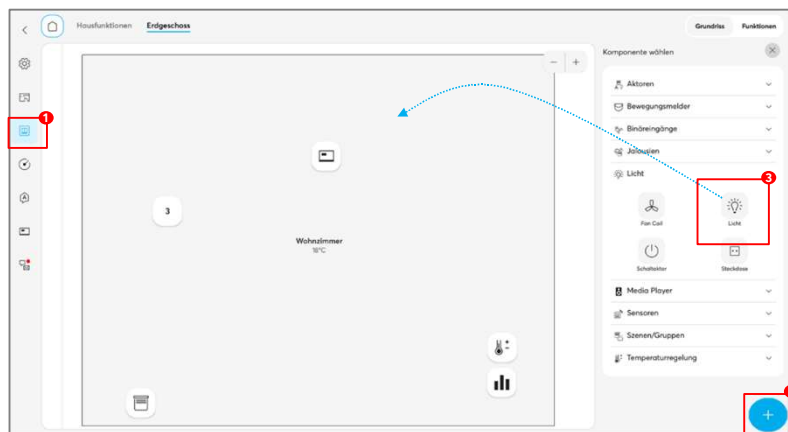 Hausfunktionen Erdgeschoss
Grundriss Funktionen
Komponente wählen
− +
Aktoren
Bewegungsmelder
1
Binäreingänge
Jalousien
Licht
3
3
Fan Coil Licht
Wohnzimmer
18°C
Schaltaktor Steckdose
Media Player
Sensoren
Szenen/Gruppen
Temperaturregelung
+